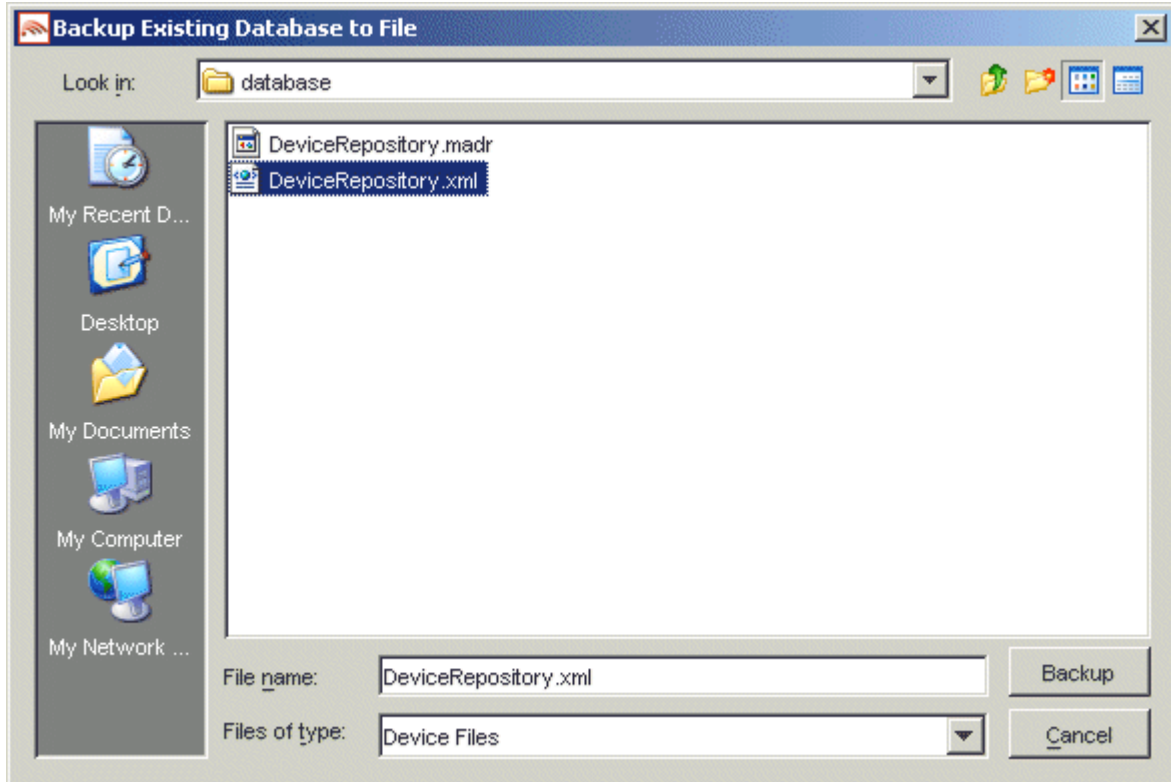 Backup Existing Database to File
Look in:
database
DeviceRepository.madr
DeviceRepository.xml
My Recent D...
Desktop
My Documents
My Computer
My Network ...
File name:
DeviceRepository.xml
Backup
Files of type:
Device Files
Cancel